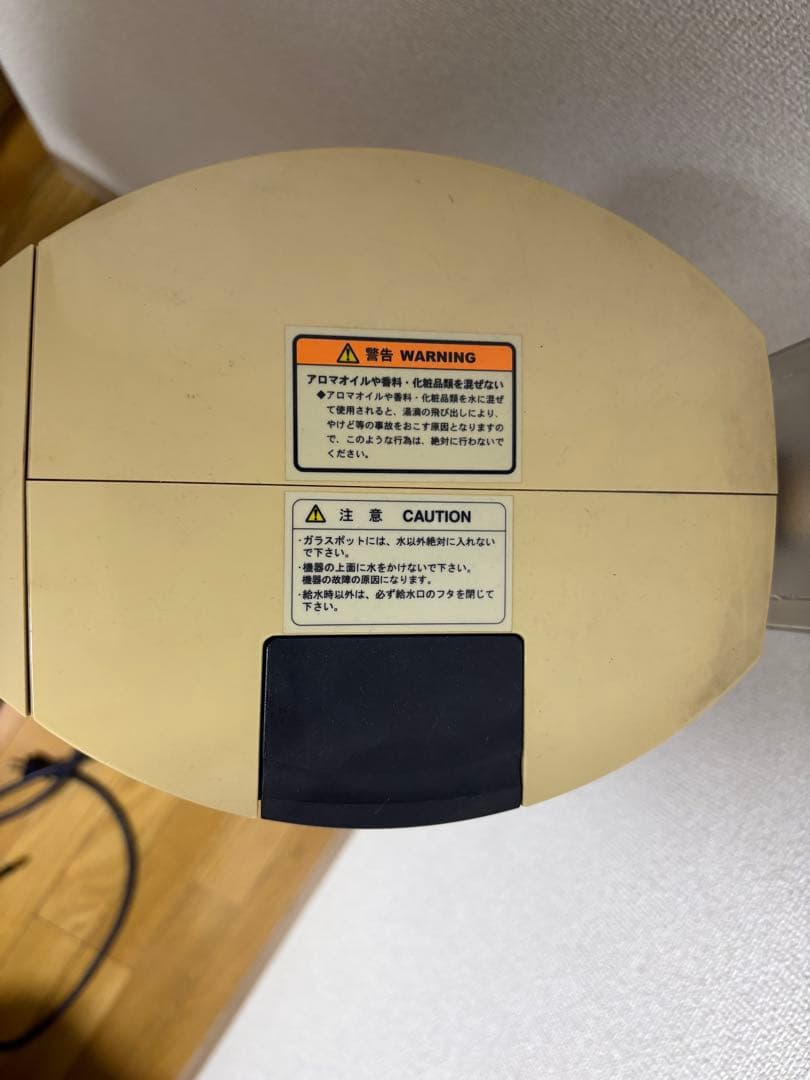 警告 WARNING
アロマオイルや香料・化粧品類を混ぜない
◆アロマオイルや香料・化粧品類を水に混ぜ
て使用されると、湯滴の飛び出しにより、
やけど等の事故をおこす原因となりますの
で、このような行為は、絶対に行わないで
ください。
注 意 CAUTION
・ガラスポットには、水以外絶対に入れない
で下さい。
・機器の上面に水をかけないで下さい。
機器の故障の原因になります。
・給水時以外は、必ず給水口のフタを閉じて
下さい。